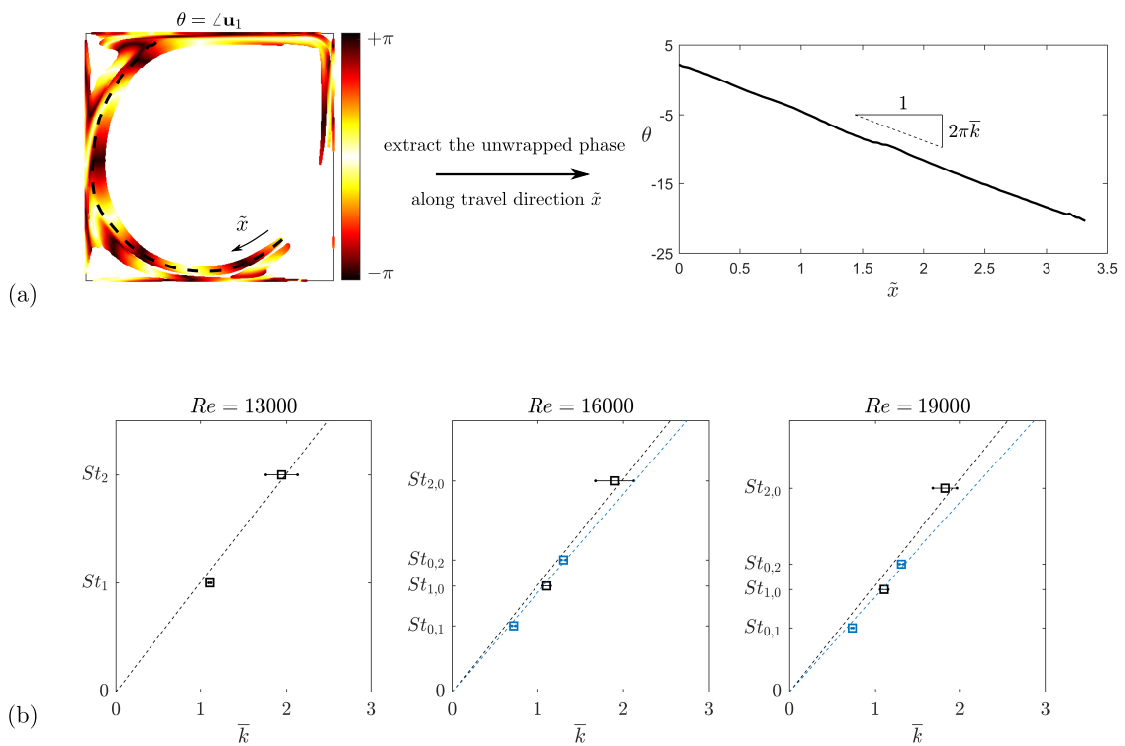 θ = ∠u₁
+π
−π
x̃
extract the unwrapped phase
along travel direction x̃
5
-5
-15
-25
θ
1
2πk̅
0
0.5
1
1.5
2
2.5
3
3.5
x̃
(a)
Re = 13000
St₂
St₁
0
0
1
2
3
k̅
Re = 16000
St₂,₀
St₀,₂
St₁,₀
St₀,₁
0
0
1
2
3
k̅
Re = 19000
St₂,₀
St₀,₂
St₁,₀
St₀,₁
0
0
1
2
3
k̅
(b)